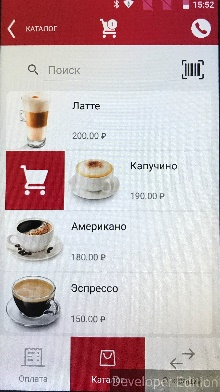 15:52
КАТАЛОГ
Поиск
Латте
200.00 ₽
Капучино
190.00 ₽
Американо
180.00 ₽
Эспрессо
150.00 ₽
Оплата
Каталог
Developer Edition